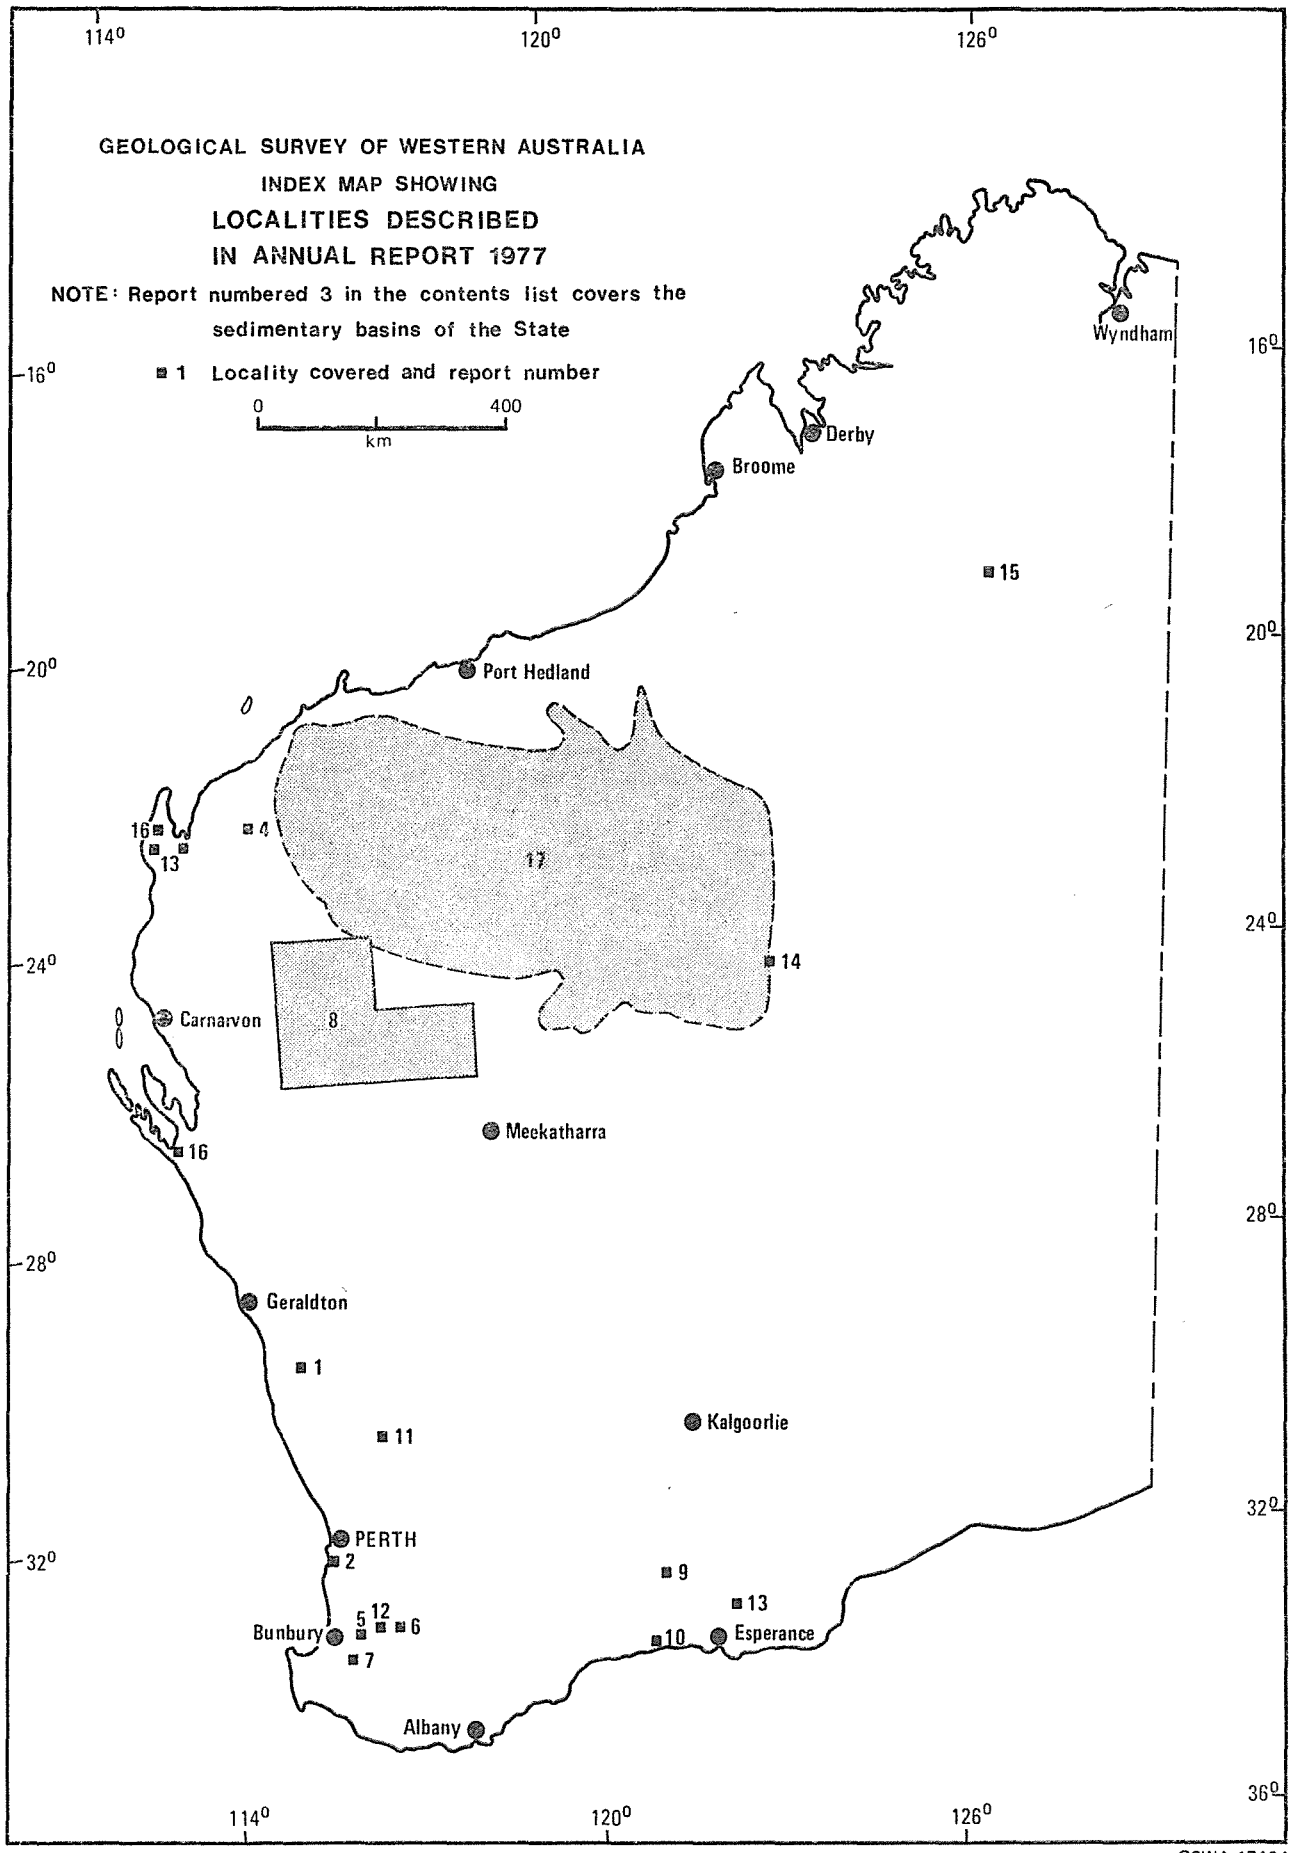 114⁰ 120⁰ 126⁰
GEOLOGICAL SURVEY OF WESTERN AUSTRALIA
INDEX MAP SHOWING
LOCALITIES DESCRIBED
IN ANNUAL REPORT 1977
NOTE: Report numbered 3 in the contents list covers the
sedimentary basins of the State
1 Locality covered and report number
0 400
km
Wyndham
16⁰
16⁰
Derby
Broome
15
20⁰
20⁰
Port Hedland
16
4
13
17
24⁰
24⁰
14
Carnarvon
8
Meekatharra
16
28⁰
28⁰
Geraldton
1
Kalgoorlie
11
32⁰
PERTH
32⁰
2
9
13
5 12 6
Bunbury
10 Esperance
7
Albany
36⁰
114⁰ 120⁰ 126⁰